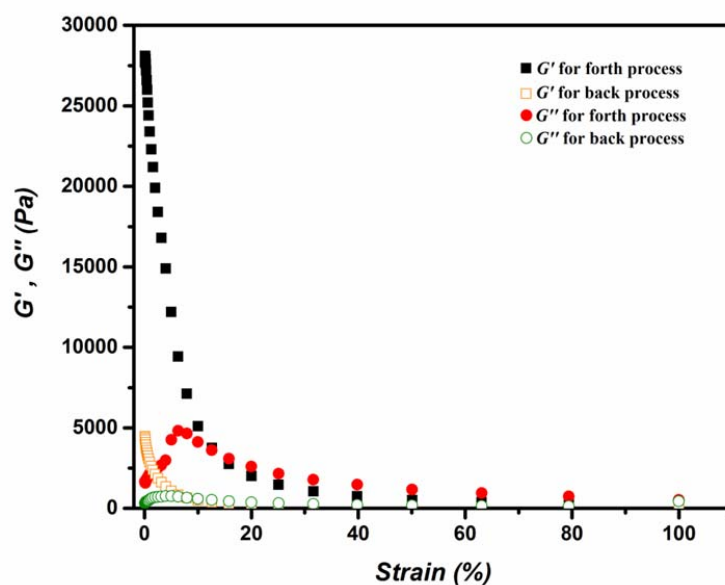 30000
25000
20000
15000
10000
5000
0
G' , G'' (Pa)
G' for forth process
G' for back process
G'' for forth process
G'' for back process
0 20 40 60 80 100
Strain (%)